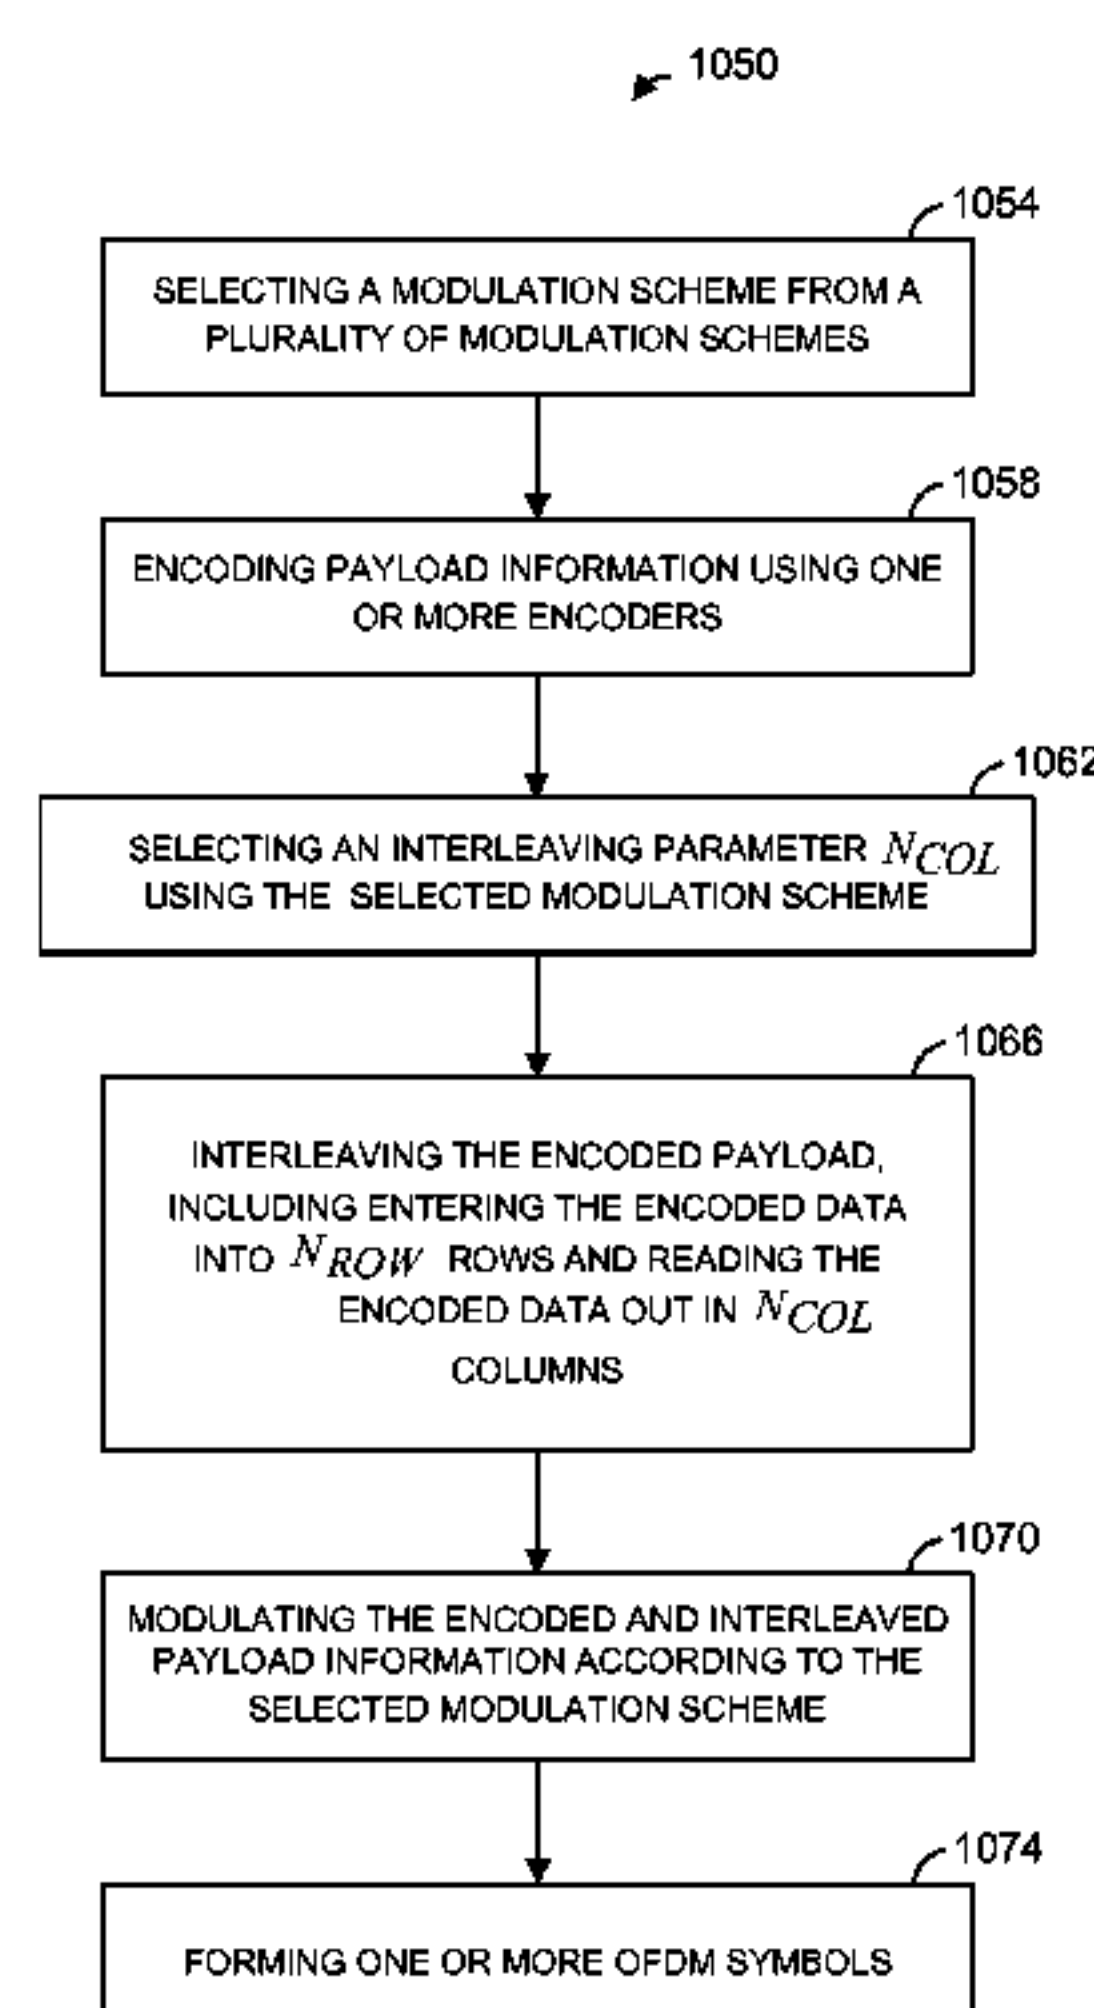 1050
1054
SELECTING A MODULATION SCHEME FROM A
PLURALITY OF MODULATION SCHEMES
1058
ENCODING PAYLOAD INFORMATION USING ONE
OR MORE ENCODERS
1062
SELECTING AN INTERLEAVING PARAMETER N_COL
USING THE SELECTED MODULATION SCHEME
1066
INTERLEAVING THE ENCODED PAYLOAD,
INCLUDING ENTERING THE ENCODED DATA
INTO N_ROW ROWS AND READING THE
ENCODED DATA OUT IN N_COL
COLUMNS
1070
MODULATING THE ENCODED AND INTERLEAVED
PAYLOAD INFORMATION ACCORDING TO THE
SELECTED MODULATION SCHEME
1074
FORMING ONE OR MORE OFDM SYMBOLS